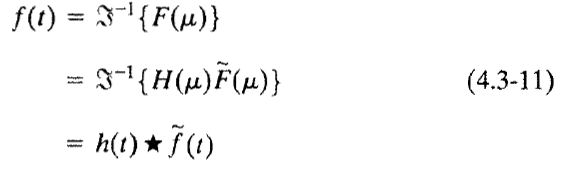 f(t) = ℑ⁻¹{F(μ)}
= ℑ⁻¹{H(μ)F̃(μ)} (4.3-11)
= h(t) ★ f̃(t)